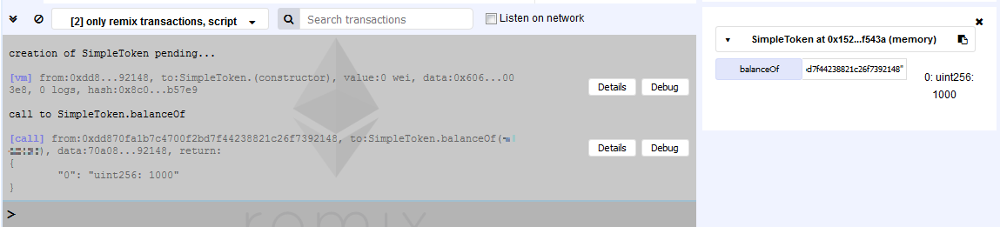 [2] only remix transactions, script
Search transactions
Listen on network
creation of SimpleToken pending...
[vm] from:0xdd8...92148, to:SimpleToken.(constructor), value:0 wei, data:0x606...00
3e8, 0 logs, hash:0x8c0...b57e9
Details
Debug
call to SimpleToken.balanceOf
[call] from:0xdd870fa1b7c4700f2bd7f44238821c26f7392148, to:SimpleToken.balanceOf(
), data:70a08...92148, return:
{
"0": "uint256: 1000"
}
Details
Debug
>
remix
SimpleToken at 0x152...f543a (memory)
balanceOf
d7f44238821c26f7392148"
0: uint256:
1000